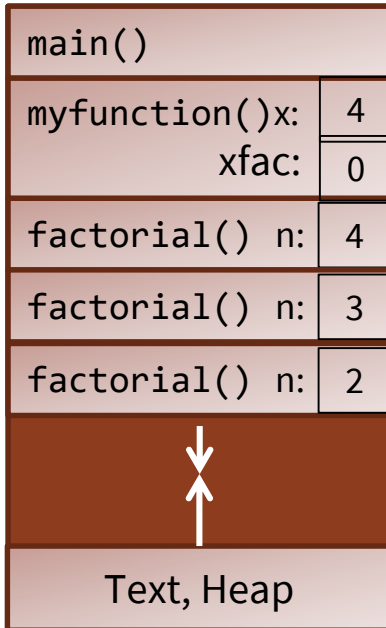 main()
myfunction()x: 4
xfac: 0
factorial() n: 4
factorial() n: 3
factorial() n: 2
Text, Heap